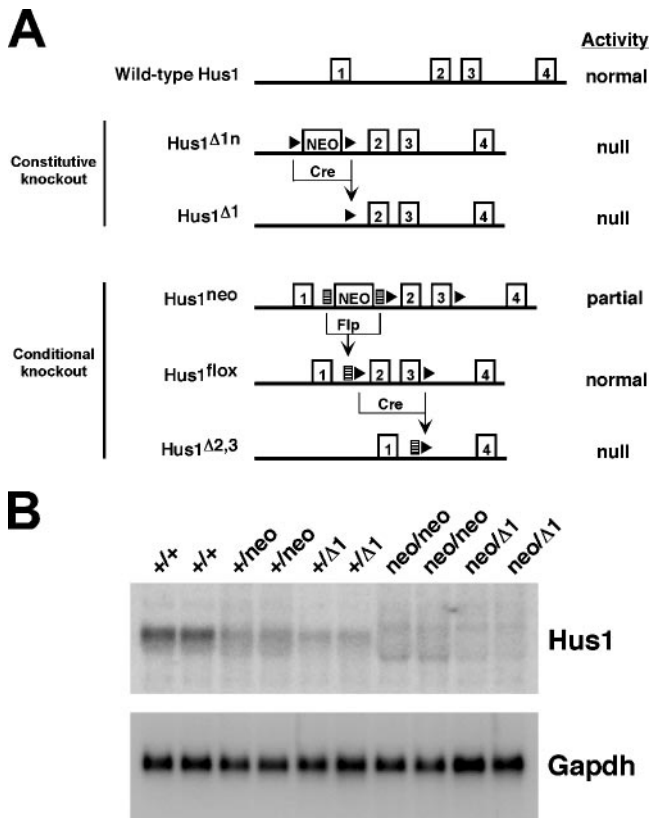 A
Activity
Wild-type Hus1 1 2 3 4 normal
Constitutive knockout
Hus1Δ1n NEO 2 3 4 null
Cre
Hus1Δ1 2 3 4 null
Conditional knockout
Hus1neo 1 NEO 2 3 4 partial
Flp
Hus1flox 1 2 3 4 normal
Cre
Hus1Δ2,3 1 4 null
B
+/+ +/+ +/neo +/neo +/Δ1 +/Δ1 neo/neo neo/neo neo/Δ1 neo/Δ1
Hus1
Gapdh